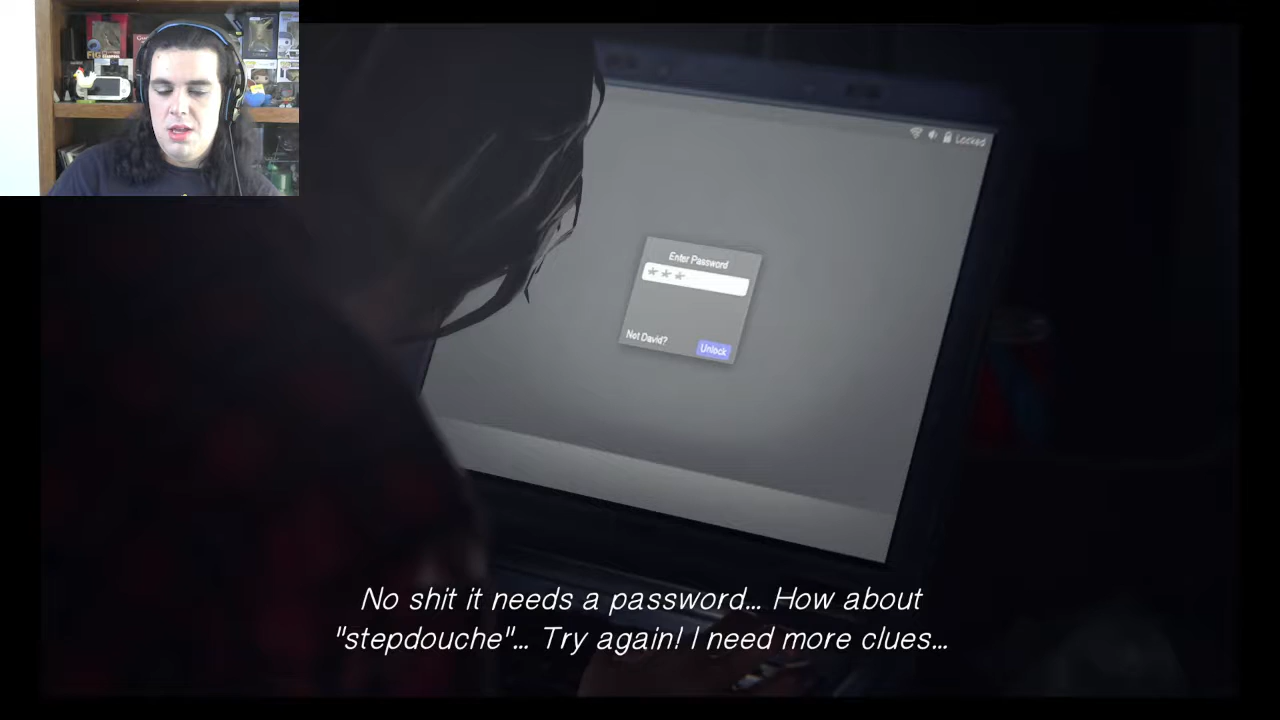 Locked
Enter Password
***
Not David?
Unlock
No shit it needs a password... How about
"stepdouche"... Try again! I need more clues...